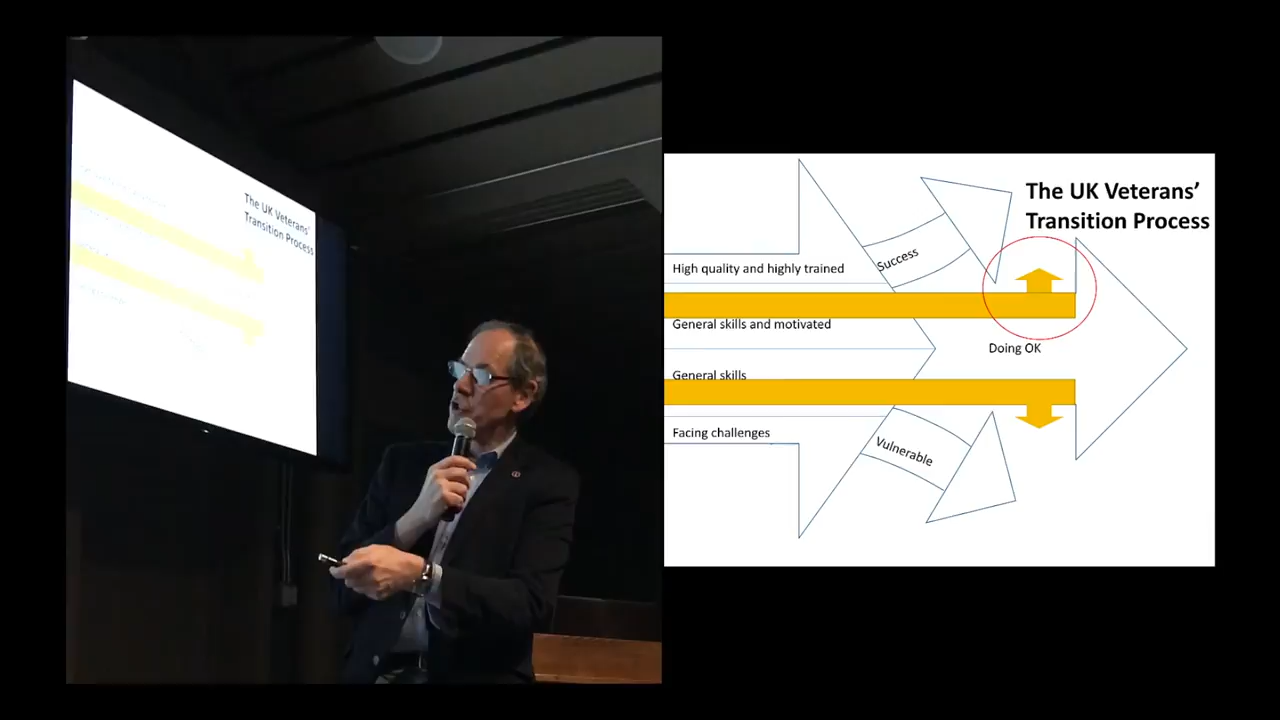 The UK Veterans'
Transition Process
The UK Veterans’
Transition Process
Success
High quality and highly trained
General skills and motivated
Doing OK
General skills
Facing challenges
Vulnerable